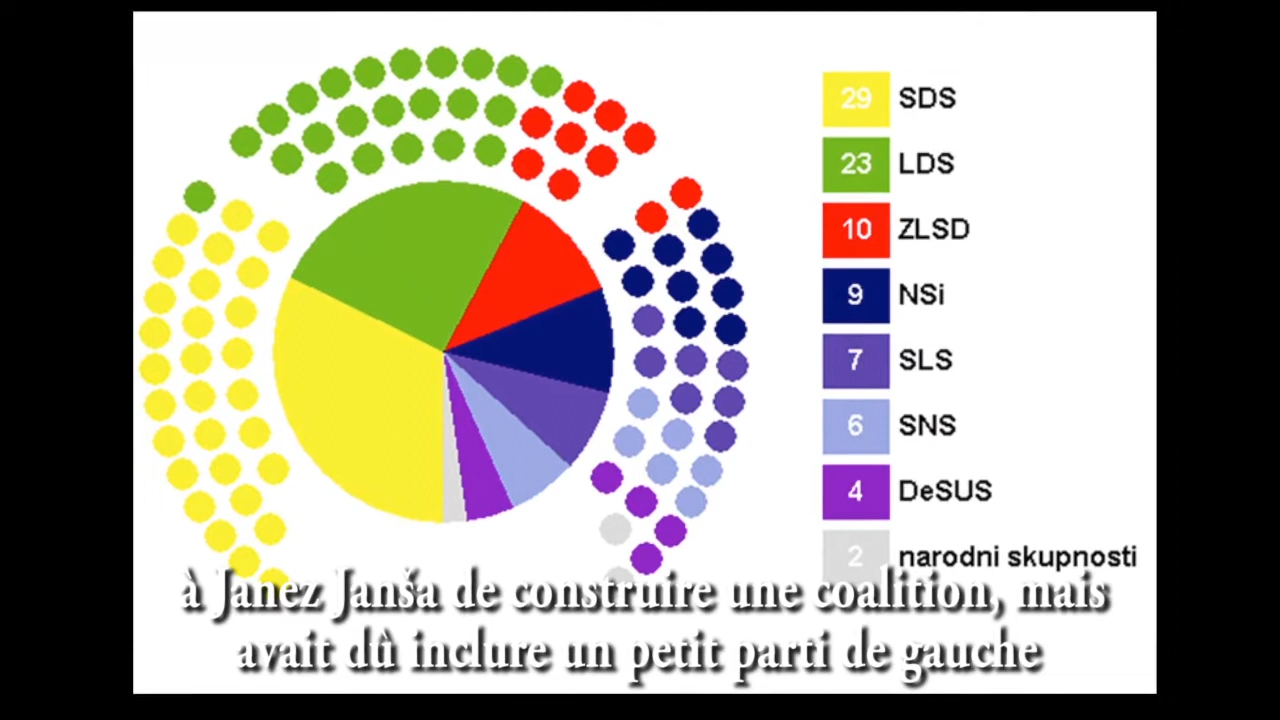 29 SDS
23 LDS
10 ZLSD
9 NSi
7 SLS
6 SNS
4 DeSUS
2 narodni skupnosti
à Janez Janša de construire une coalition, mais
avait dû inclure un petit parti de gauche